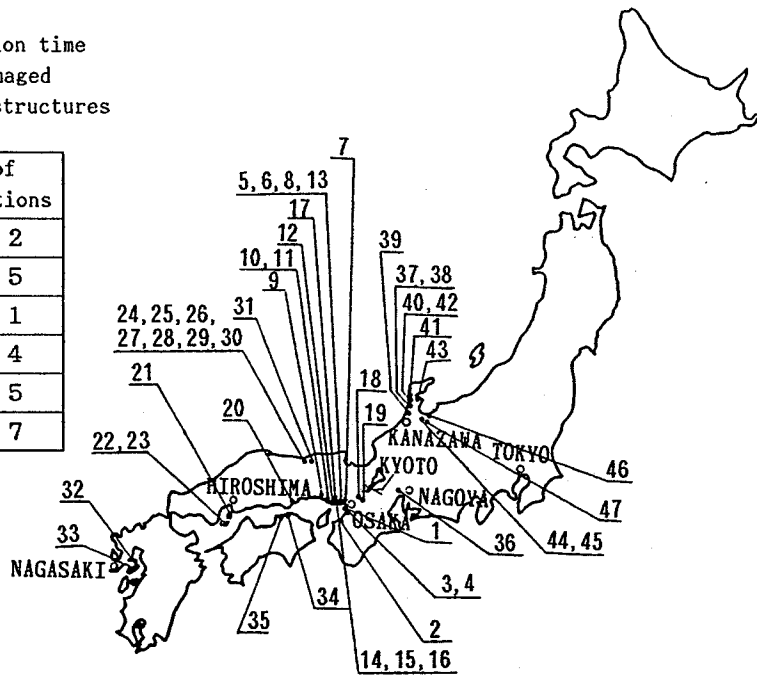 ion time
maged
structures
of
tions
2
5
1
4
5
7
7
5, 6, 8, 13
17
12
10, 11
9
31
24, 25, 26,
27, 28, 29, 30
21
20
22, 23
39
37, 38
40, 42
41
43
18
19
KANAZAWA
TOKYO
KYOTO
HIROSHIMA
NAGOYA
OSAKA
46
47
32
33
NAGASAKI
1
36
44, 45
3, 4
34
35
2
14, 15, 16